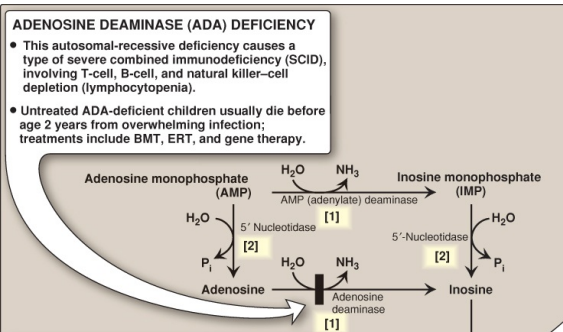 ADENOSINE DEAMINASE (ADA) DEFICIENCY
• This autosomal-recessive deficiency causes a
type of severe combined immunodeficiency (SCID),
involving T-cell, B-cell, and natural killer–cell
depletion (lymphocytopenia).
• Untreated ADA-deficient children usually die before
age 2 years from overwhelming infection;
treatments include BMT, ERT, and gene therapy.
Adenosine monophosphate
(AMP)
H₂O
NH₃
AMP (adenylate) deaminase
[1]
Inosine monophosphate
(IMP)
H₂O
5′ Nucleotidase
[2]
Pi
H₂O
5′-Nucleotidase
[2]
Pi
Adenosine
H₂O
NH₃
Adenosine
deaminase
[1]
Inosine